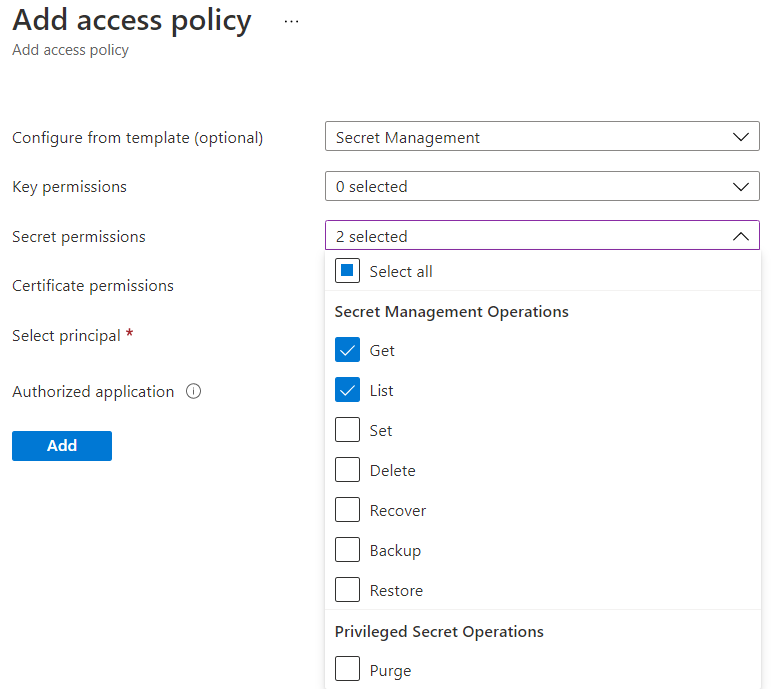 Add access policy ...
Add access policy
Configure from template (optional) Secret Management
Key permissions 0 selected
Secret permissions 2 selected
Select all
Certificate permissions
Secret Management Operations
Select principal *
Get
Authorized application
List
Set
Add
Delete
Recover
Backup
Restore
Privileged Secret Operations
Purge